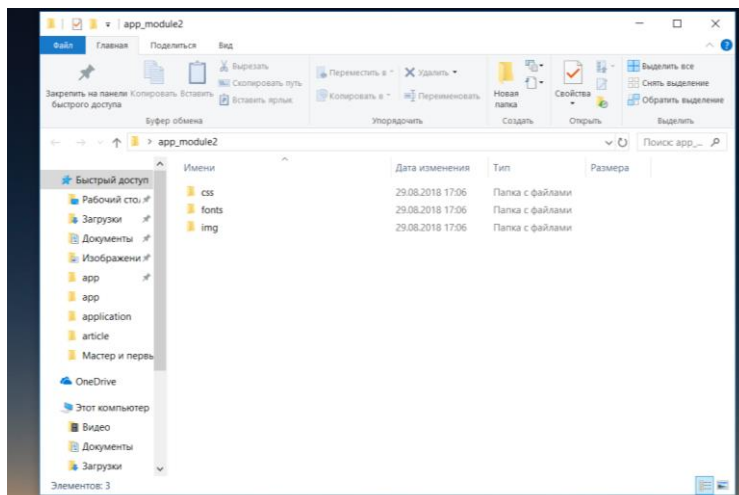 app_module2
Файл Главная Поделиться Вид
Закрепить на панели быстрого доступа
Копировать
Вставить
Вырезать
Скопировать путь
Вставить ярлык
Переместить в
Копировать в
Удалить
Переименовать
Новая папка
Свойства
Выделить все
Снять выделение
Обратить выделение
Буфер обмена Упорядочить Создать Открыть Выделить
app_module2
Поиск: app_...
Имени Дата изменения Тип Размера
css 29.08.2018 17:06 Папка с файлами
fonts 29.08.2018 17:06 Папка с файлами
img 29.08.2018 17:06 Папка с файлами
Быстрый доступ
Рабочий сто
Загрузки
Документы
Изображени
app
app
application
article
Мастер и первы
OneDrive
Этот компьютер
Видео
Документы
Загрузки
Элементов: 3